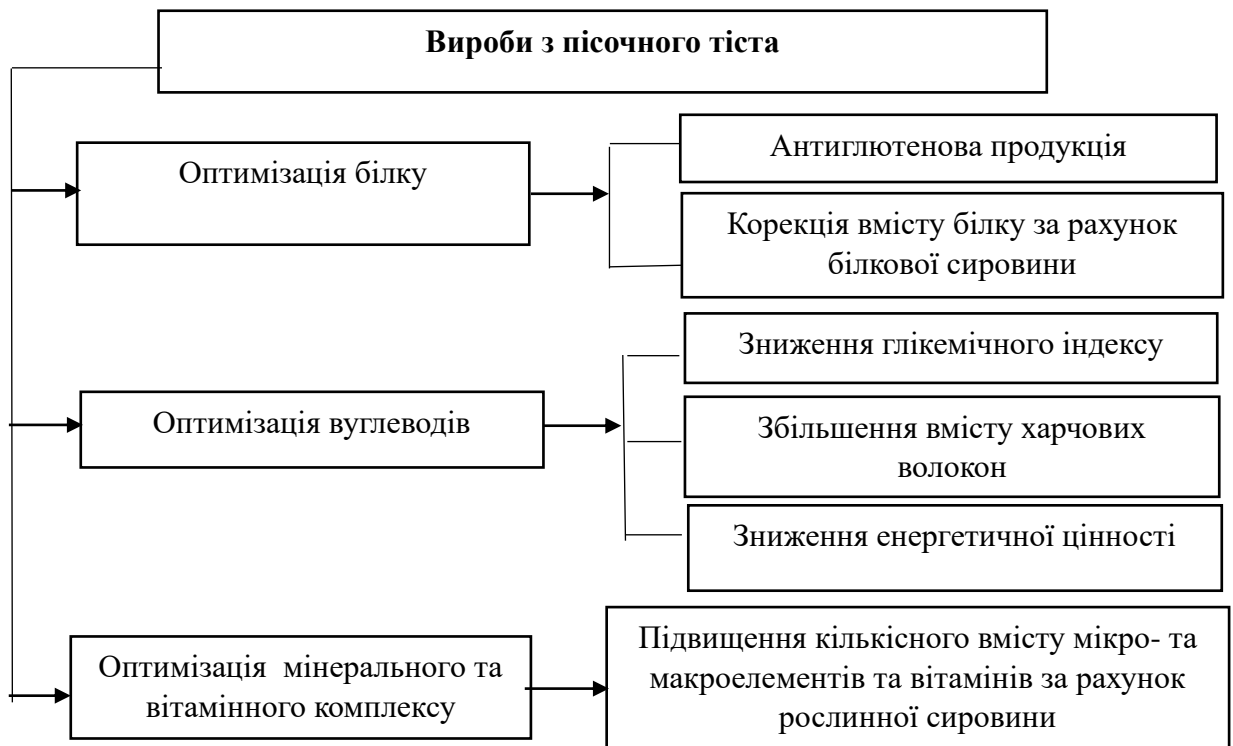 Вироби з пісочного тіста
Оптимізація білку
Антиглютенова продукція
Корекція вмісту білку за рахунок
білкової сировини
Оптимізація вуглеводів
Зниження глікемічного індексу
Збільшення вмісту харчових
волокон
Зниження енергетичної цінності
Оптимізація мінерального та
вітамінного комплексу
Підвищення кількісного вмісту мікро- та
макроелементів та вітамінів за рахунок
рослинної сировини